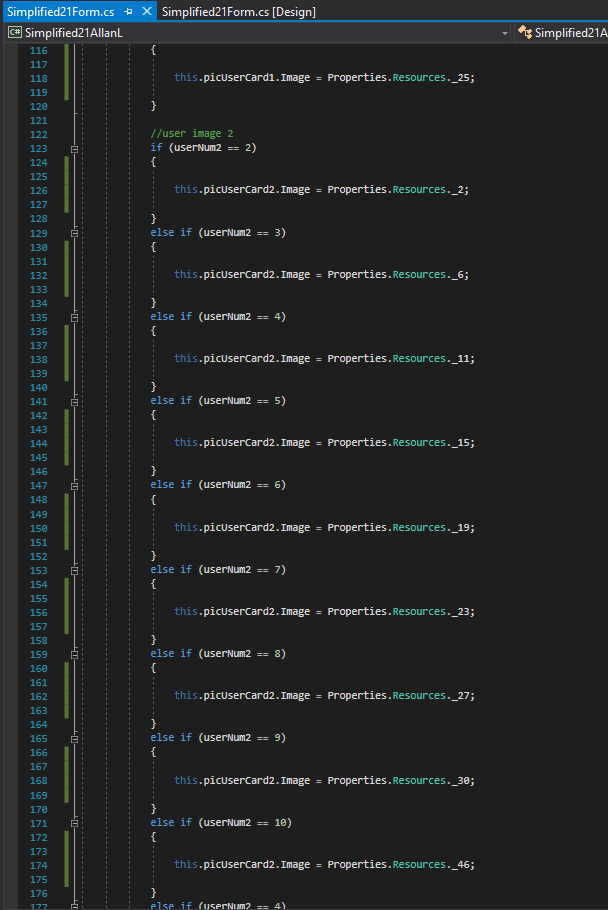 Simplified21Form.cs Simplified21Form.cs [Design]
C# Simplified21AllanL Simplified21A
116 {
117
118 this.picUserCard1.Image = Properties.Resources._25;
119
120 }
121
122 //user image 2
123 if (userNum2 == 2)
124 {
125
126 this.picUserCard2.Image = Properties.Resources._2;
127
128 }
129 else if (userNum2 == 3)
130 {
131
132 this.picUserCard2.Image = Properties.Resources._6;
133
134 }
135 else if (userNum2 == 4)
136 {
137
138 this.picUserCard2.Image = Properties.Resources._11;
139
140 }
141 else if (userNum2 == 5)
142 {
143
144 this.picUserCard2.Image = Properties.Resources._15;
145
146 }
147 else if (userNum2 == 6)
148 {
149
150 this.picUserCard2.Image = Properties.Resources._19;
151
152 }
153 else if (userNum2 == 7)
154 {
155
156 this.picUserCard2.Image = Properties.Resources._23;
157
158 }
159 else if (userNum2 == 8)
160 {
161
162 this.picUserCard2.Image = Properties.Resources._27;
163
164 }
165 else if (userNum2 == 9)
166 {
167
168 this.picUserCard2.Image = Properties.Resources._30;
169
170 }
171 else if (userNum2 == 10)
172 {
173
174 this.picUserCard2.Image = Properties.Resources._46;
175
176 }
177 else if (userNum2 == 4)